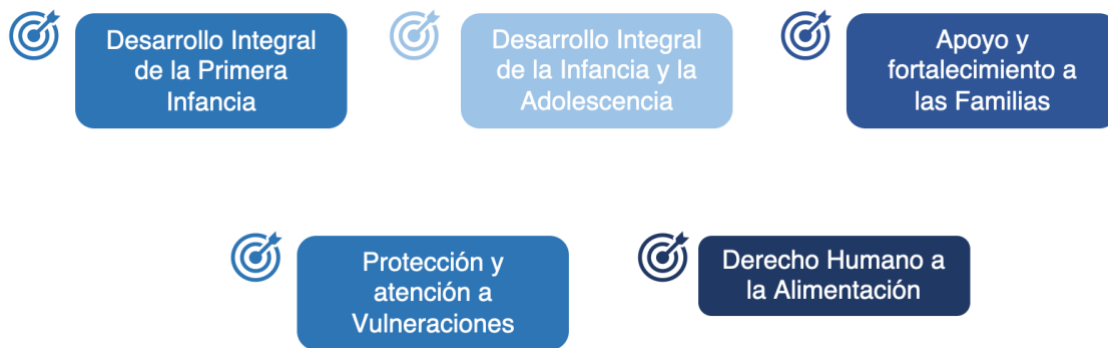 Desarrollo Integral
de la Primera
Infancia
Desarrollo Integral
de la Infancia y la
Adolescencia
Apoyo y
fortalecimiento a
las Familias
Protección y
atención a
Vulneraciones
Derecho Humano a
la Alimentación